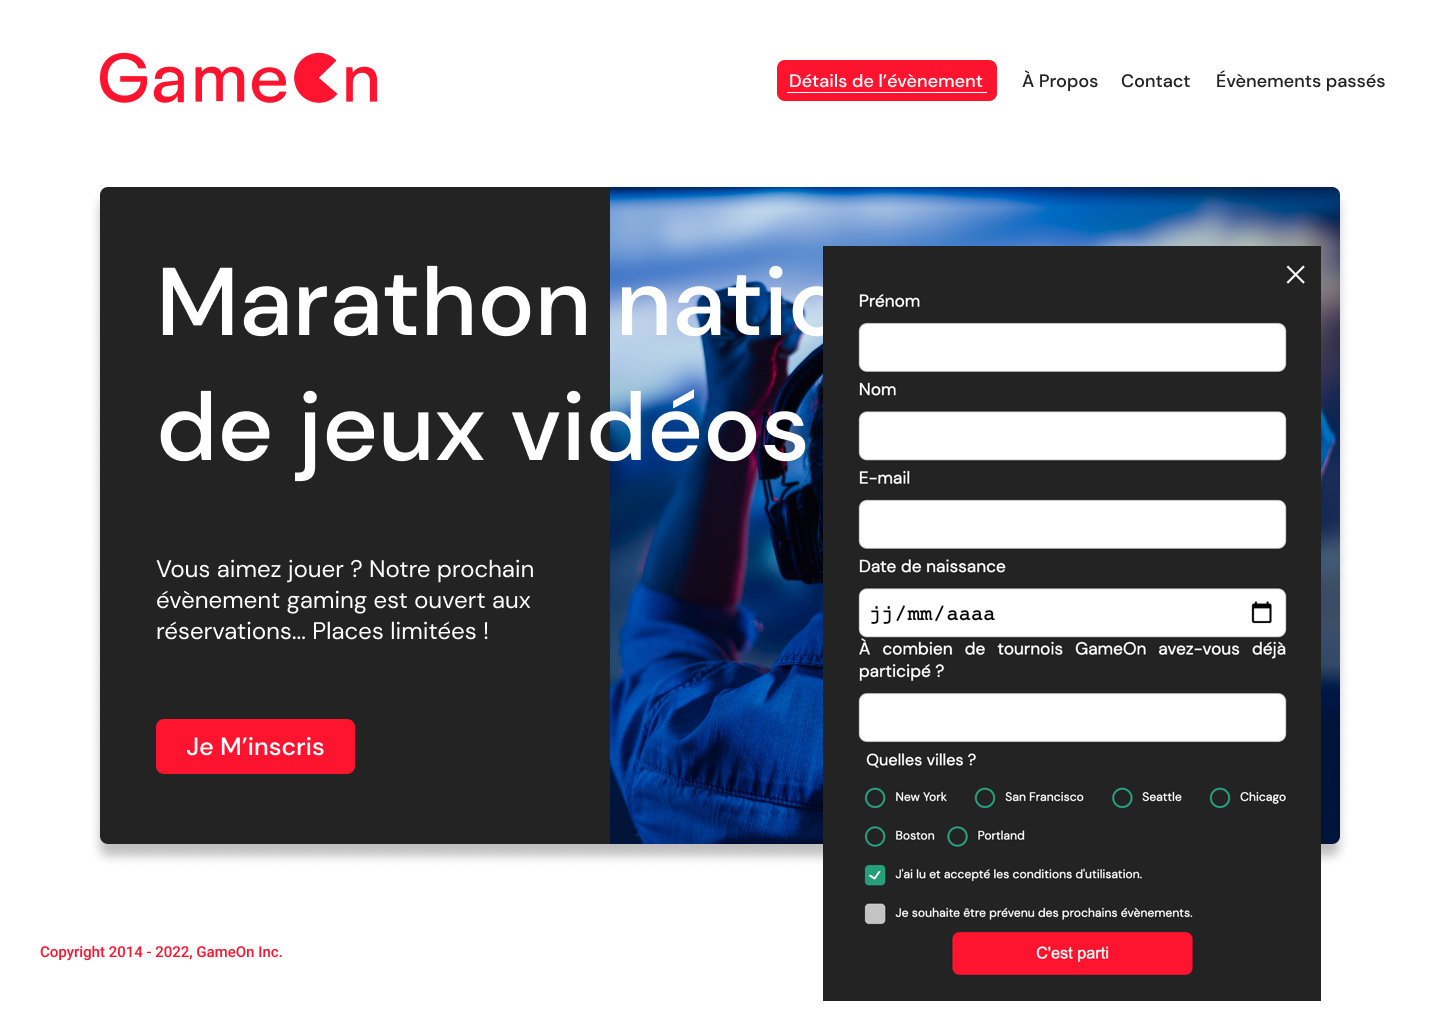 GameOn
Détails de l’évènement
À Propos
Contact
Évènements passés
Marathon natio
de jeux vidéos
Vous aimez jouer ? Notre prochain
évènement gaming est ouvert aux
réservations... Places limitées !
Je M’inscris
Prénom
Nom
E-mail
Date de naissance
jj/mm/aaaa
À combien de tournois GameOn avez-vous déjà
participé ?
Quelles villes ?
New York
San Francisco
Seattle
Chicago
Boston
Portland
J'ai lu et accepté les conditions d'utilisation.
Je souhaite être prévenu des prochains évènements.
C'est parti
Copyright 2014 - 2022, GameOn Inc.